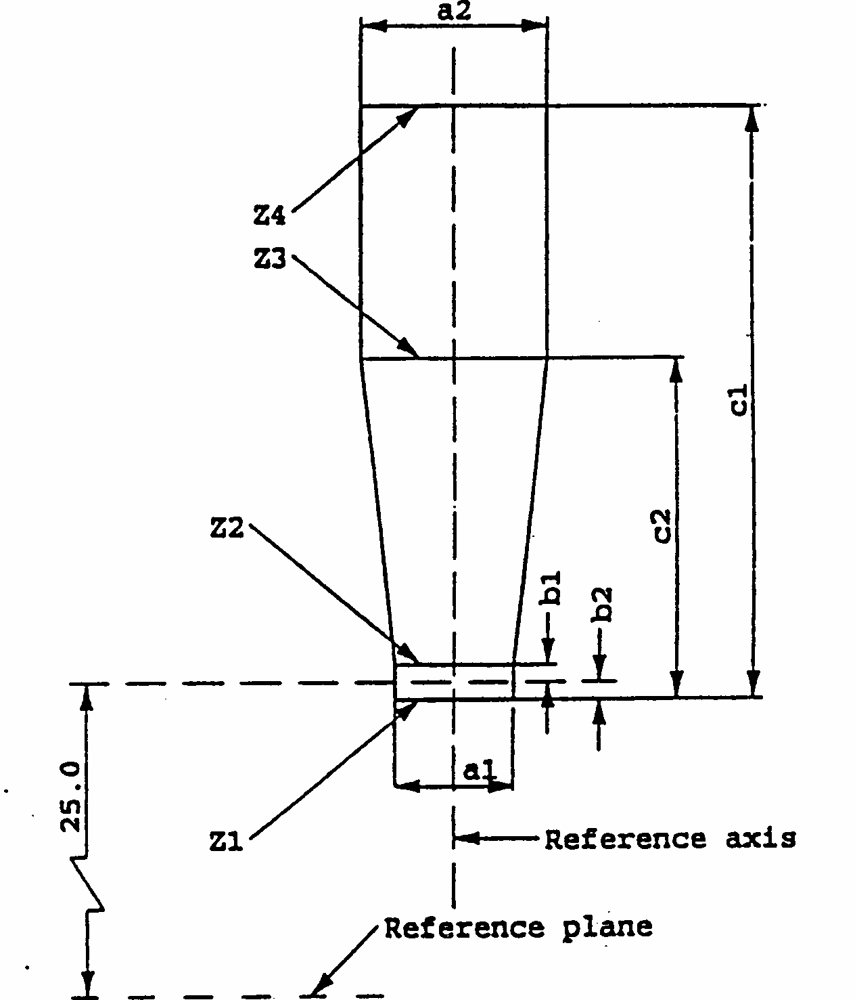 a2
Z4
Z3
c1
c2
Z2
b1
b2
a1
25.0
Z1
Reference axis
Reference plane